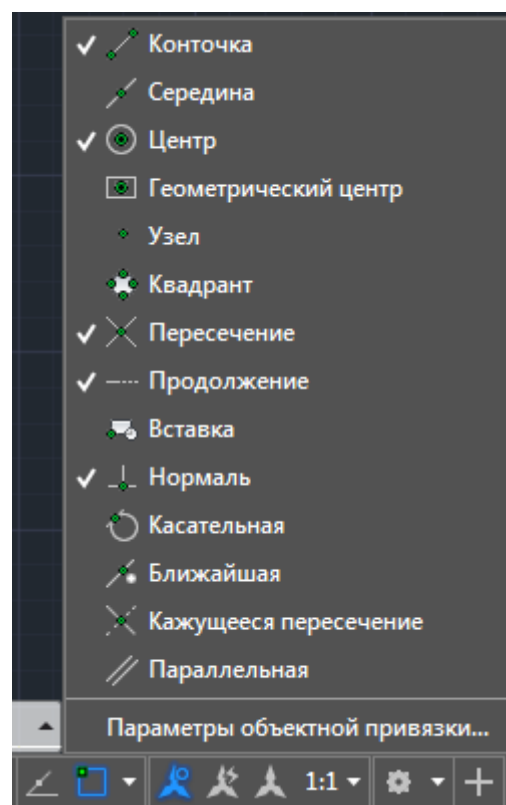 Конточка
Середина
Центр
Геометрический центр
Узел
Квадрант
Пересечение
Продолжение
Вставка
Нормаль
Касательная
Ближайшая
Кажущееся пересечение
Параллельная
Параметры объектной привязки...
1:1